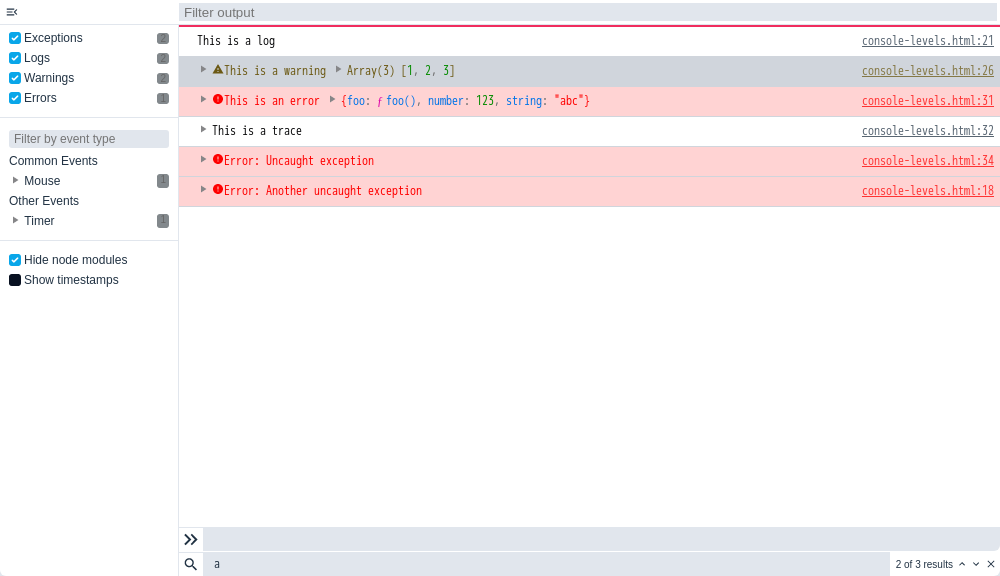 Filter output
Exceptions 2
Logs 2
Warnings 2
Errors 1
Filter by event type
Common Events
Mouse 1
Other Events
Timer 1
Hide node modules
Show timestamps
This is a log console-levels.html:21
This is a warning Array(3) [1, 2, 3] console-levels.html:26
This is an error {foo: ƒ foo(), number: 123, string: "abc"} console-levels.html:31
This is a trace console-levels.html:32
Error: Uncaught exception console-levels.html:34
Error: Another uncaught exception console-levels.html:18
a 2 of 3 results